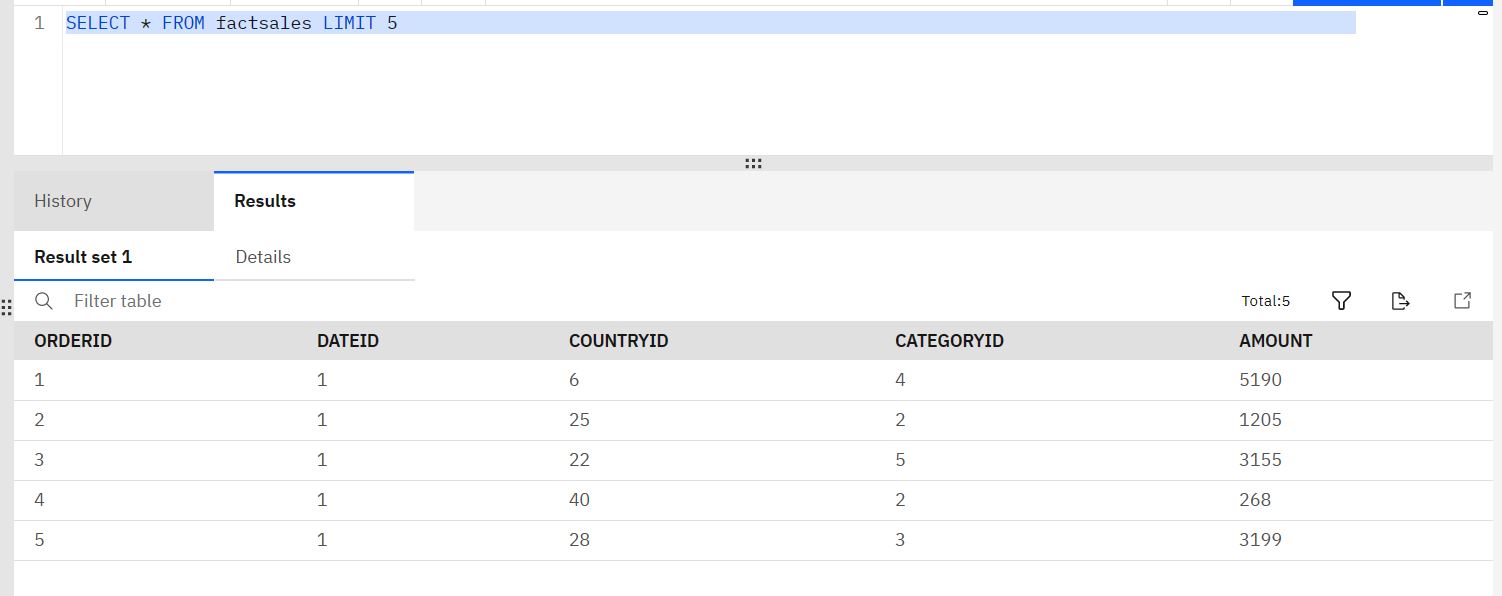 1 SELECT * FROM factsales LIMIT 5
History Results
Result set 1 Details
Filter table Total:5
ORDERID DATEID COUNTRYID CATEGORYID AMOUNT
1 1 6 4 5190
2 1 25 2 1205
3 1 22 5 3155
4 1 40 2 268
5 1 28 3 3199